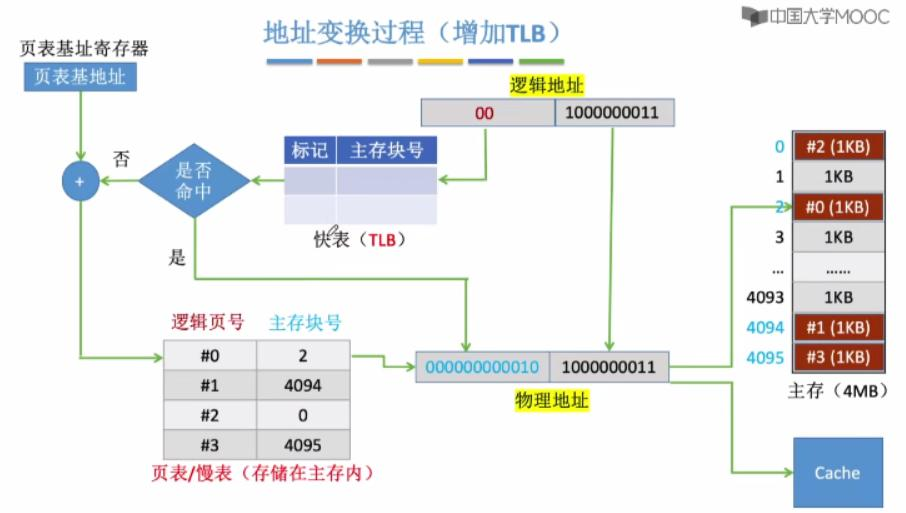 中国大学MOOC
地址变换过程（增加TLB）
页表基址寄存器
页表基地址
逻辑地址
00 1000000011
标记 主存块号
快表（TLB）
是否
命中
否
+
是
逻辑页号 主存块号
#0 2
#1 4094
#2 0
#3 4095
页表/慢表（存储在主存内）
000000000010 1000000011
物理地址
0 #2 (1KB)
1 1KB
2 #0 (1KB)
3 1KB
... ......
4093 1KB
4094 #1 (1KB)
4095 #3 (1KB)
主存（4MB）
Cache